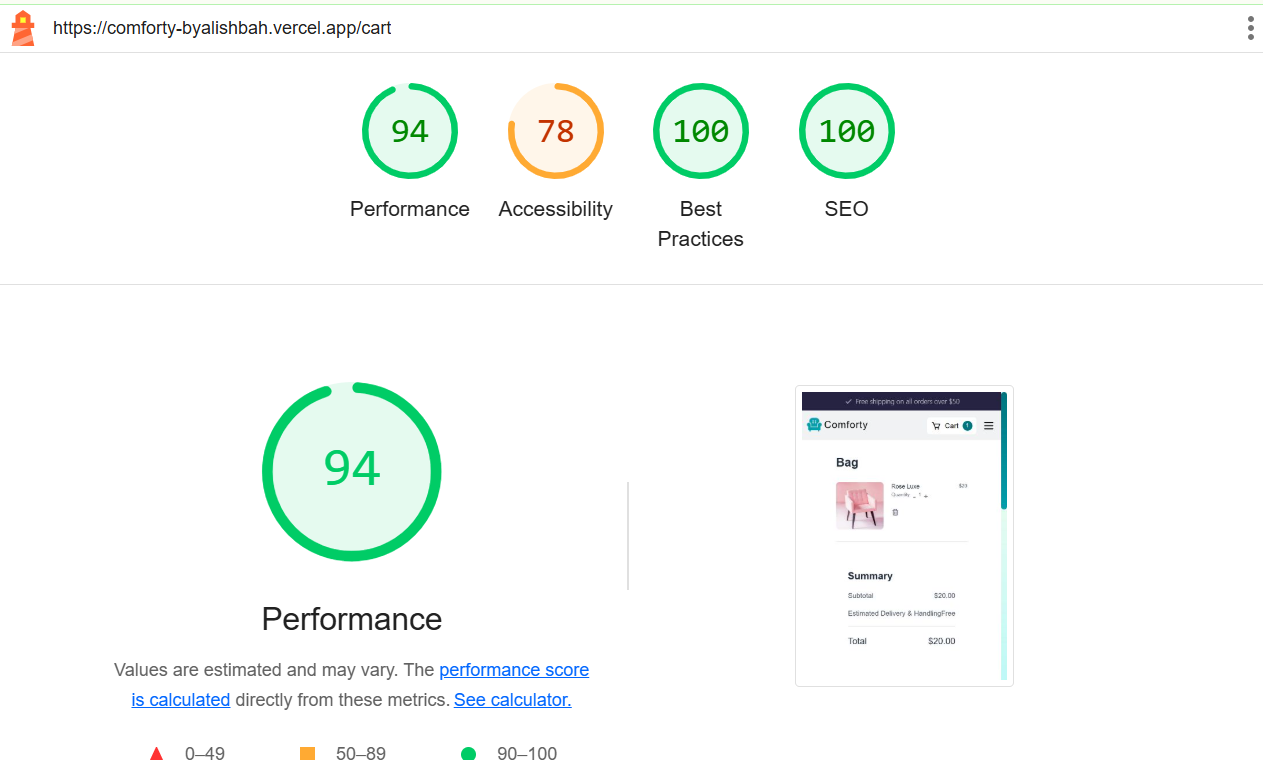 https://comforty-byalishbah.vercel.app/cart
94
78
100
100
Performance
Accessibility
Best
Practices
SEO
94
Performance
Values are estimated and may vary. The performance score
is calculated directly from these metrics. See calculator.
0–49
50–89
90–100
Free shipping on all orders over $50
Comforty
Cart 1
Bag
Rose Luxe $20
Quantity - 1 +
Summary
Subtotal $20.00
Estimated Delivery & HandlingFree
Total $20.00